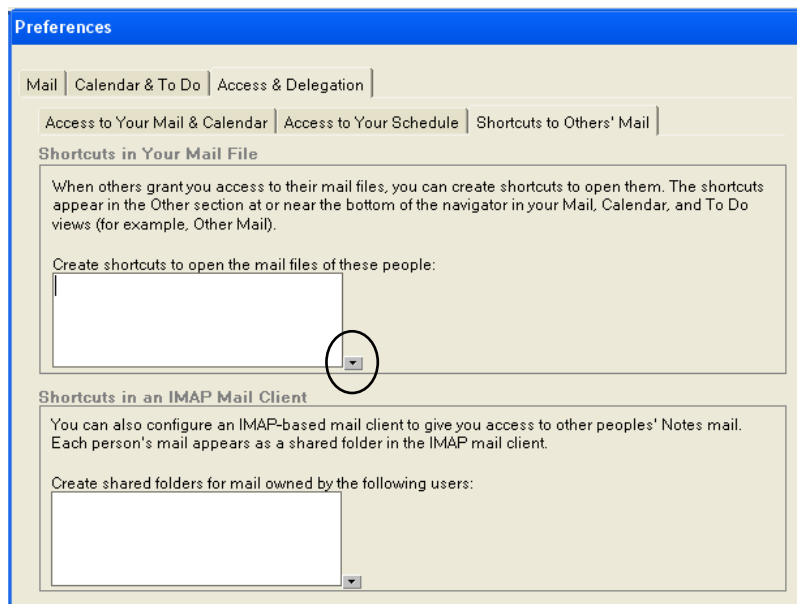 Preferences
Mail
Calendar & To Do
Access & Delegation
Access to Your Mail & Calendar
Access to Your Schedule
Shortcuts to Others' Mail
Shortcuts in Your Mail File
When others grant you access to their mail files, you can create shortcuts to open them. The shortcuts
appear in the Other section at or near the bottom of the navigator in your Mail, Calendar, and To Do
views (for example, Other Mail).
Create shortcuts to open the mail files of these people:
Shortcuts in an IMAP Mail Client
You can also configure an IMAP-based mail client to give you access to other peoples' Notes mail.
Each person's mail appears as a shared folder in the IMAP mail client.
Create shared folders for mail owned by the following users: